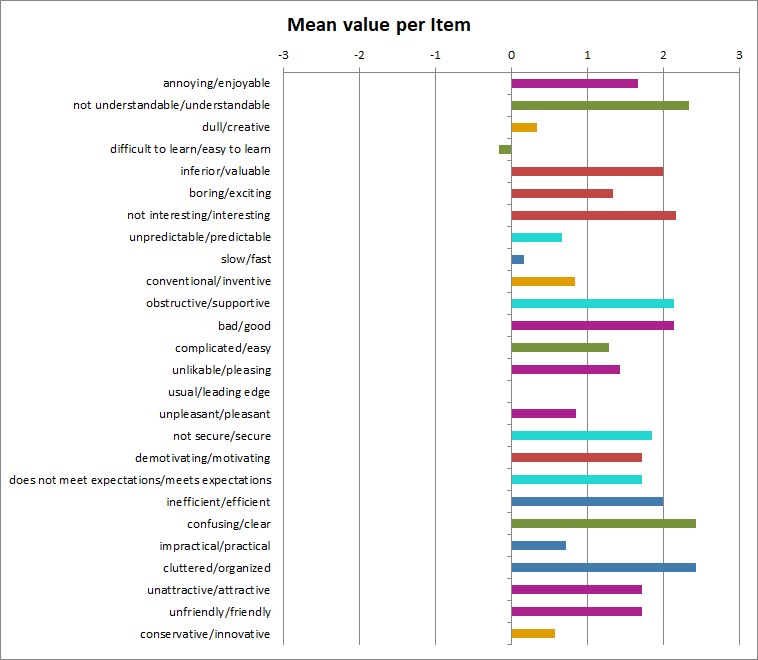 Mean value per Item
-3 -2 -1 0 1 2 3
annoying/enjoyable
not understandable/understandable
dull/creative
difficult to learn/easy to learn
inferior/valuable
boring/exciting
not interesting/interesting
unpredictable/predictable
slow/fast
conventional/inventive
obstructive/supportive
bad/good
complicated/easy
unlikable/pleasing
usual/leading edge
unpleasant/pleasant
not secure/secure
demotivating/motivating
does not meet expectations/meets expectations
inefficient/efficient
confusing/clear
impractical/practical
cluttered/organized
unattractive/attractive
unfriendly/friendly
conservative/innovative